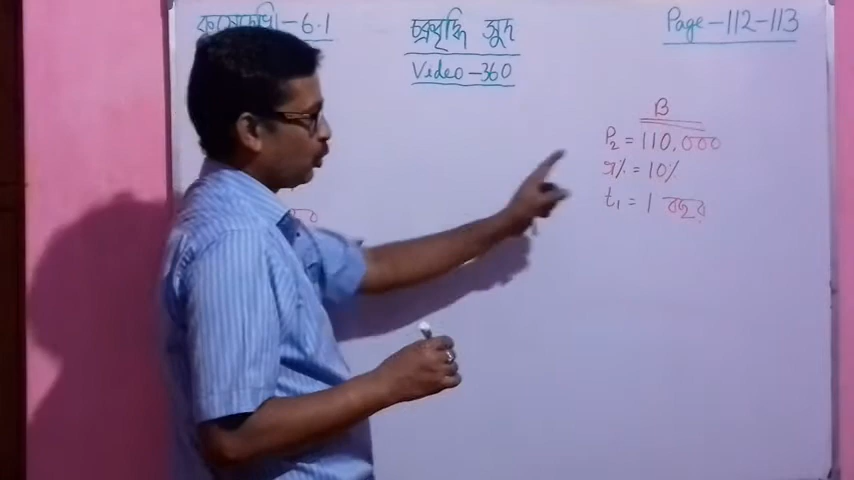 কষে দেখি-6.1
চক্রবৃদ্ধি সুদ
Video-360
Page-112-113
B
P₂ = 110,000
r% = 10%
t₁ = 1 বছর